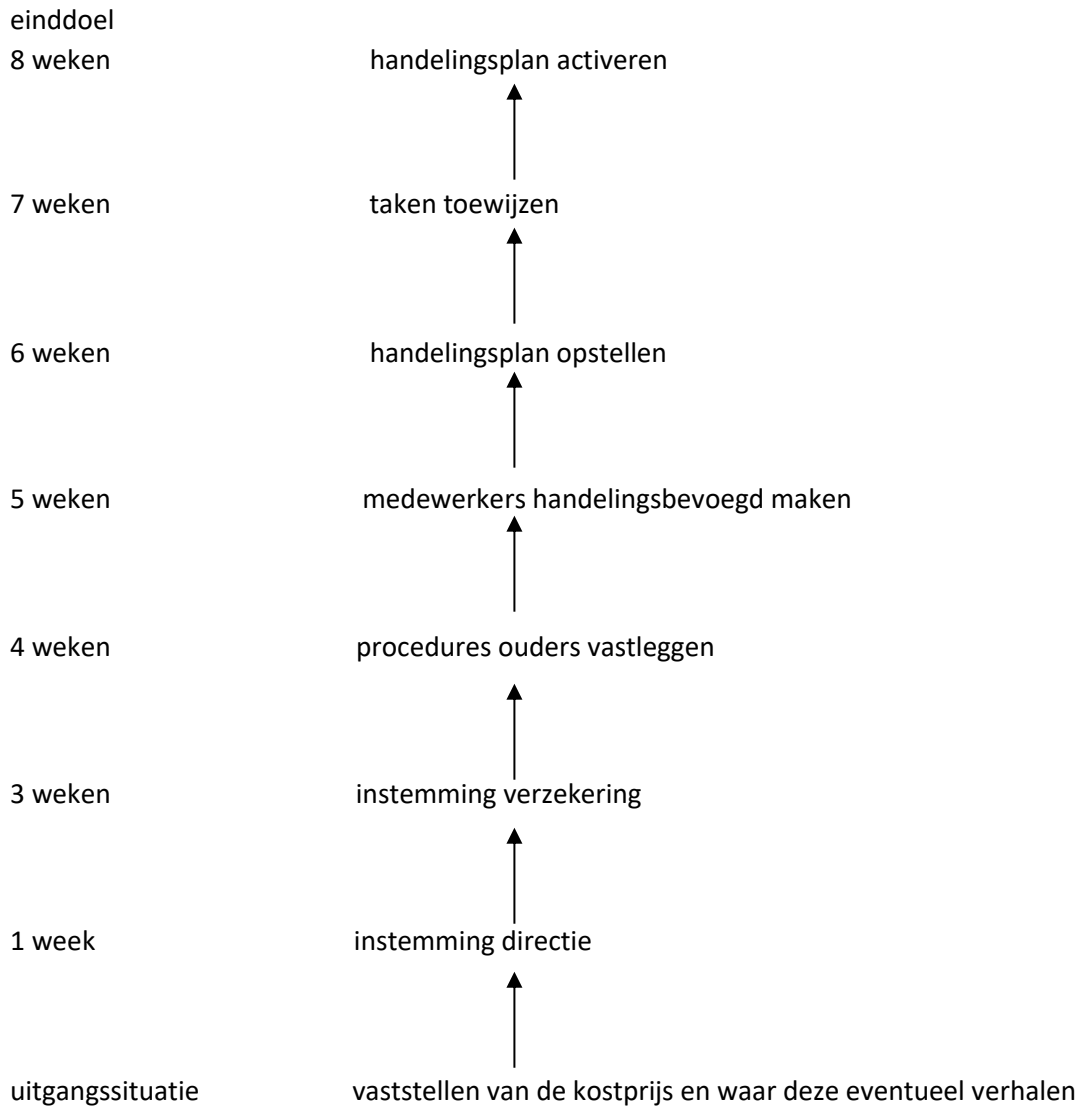 einddoel
8 weken handelingsplan activeren
7 weken taken toewijzen
6 weken handelingsplan opstellen
5 weken medewerkers handelingsbevoegd maken
4 weken procedures ouders vastleggen
3 weken instemming verzekering
1 week instemming directie
uitgangssituatie vaststellen van de kostprijs en waar deze eventueel verhalen